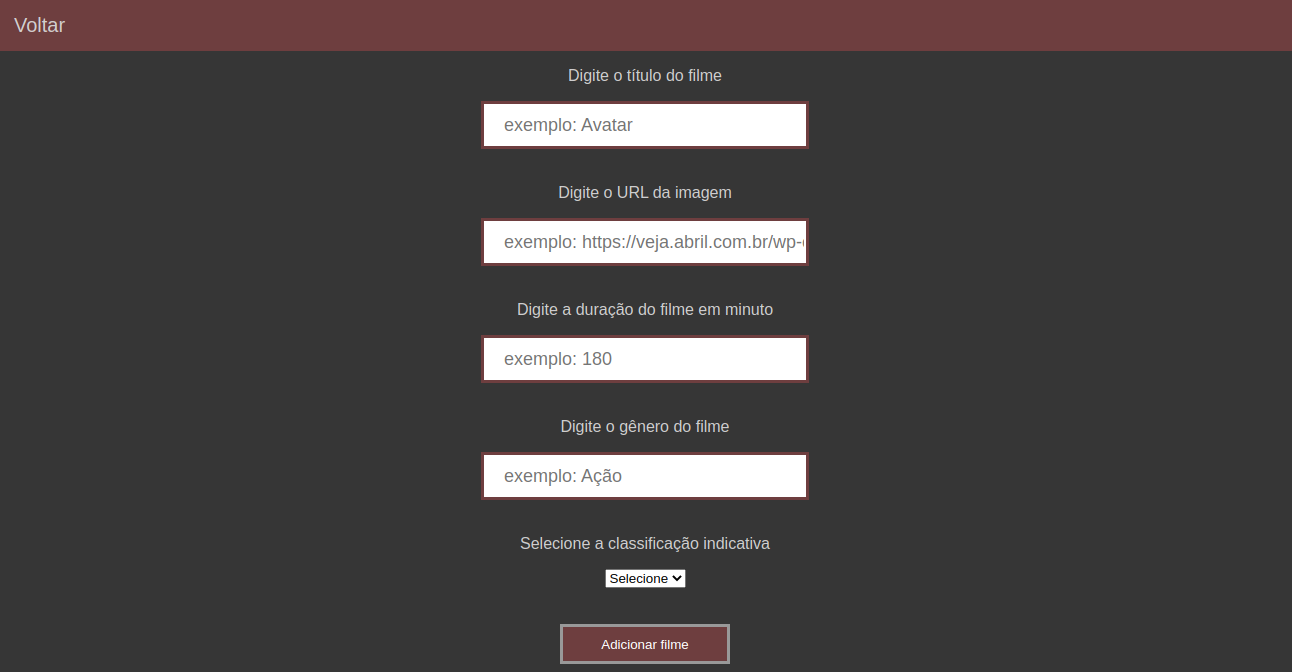 Voltar
Digite o título do filme
exemplo: Avatar
Digite o URL da imagem
exemplo: https://veja.abril.com.br/wp-
Digite a duração do filme em minuto
exemplo: 180
Digite o gênero do filme
exemplo: Ação
Selecione a classificação indicativa
Selecione
Adicionar filme